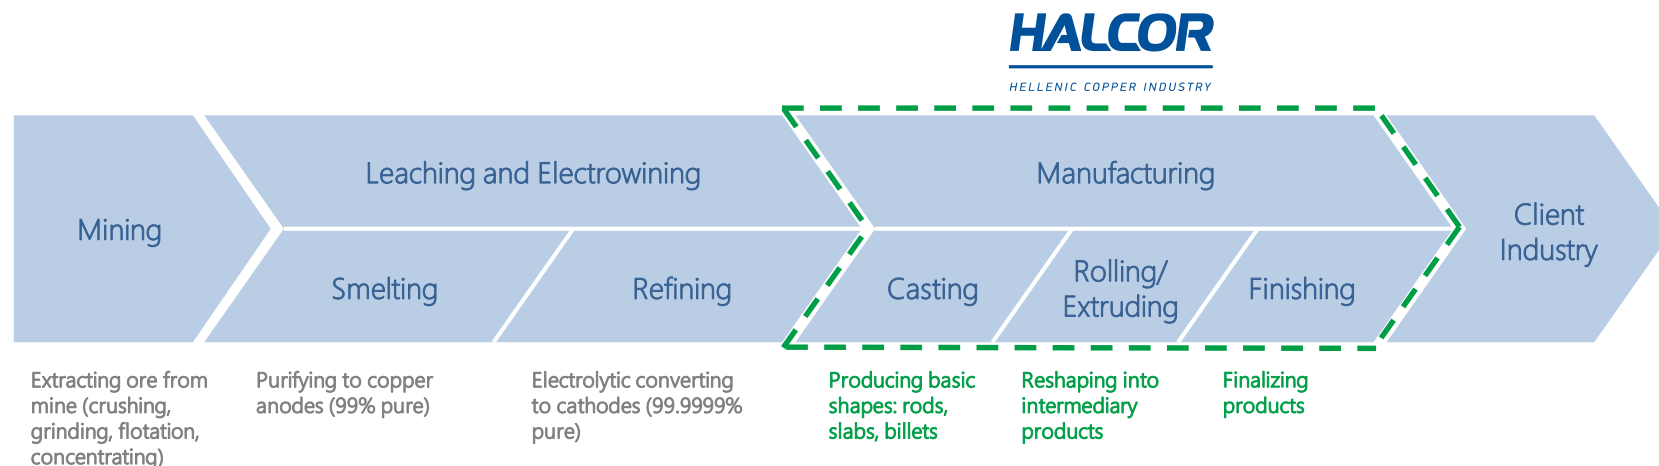 HALCOR
HELLENIC COPPER INDUSTRY
Leaching and Electrowining
Manufacturing
Mining
Client
Industry
Smelting
Refining
Casting
Rolling/
Extruding
Finishing
Extracting ore from
mine (crushing,
grinding, flotation,
concentrating)
Purifying to copper
anodes (99% pure)
Electrolytic converting
to cathodes (99.9999%
pure)
Producing basic
shapes: rods,
slabs, billets
Reshaping into
intermediary
products
Finalizing
products